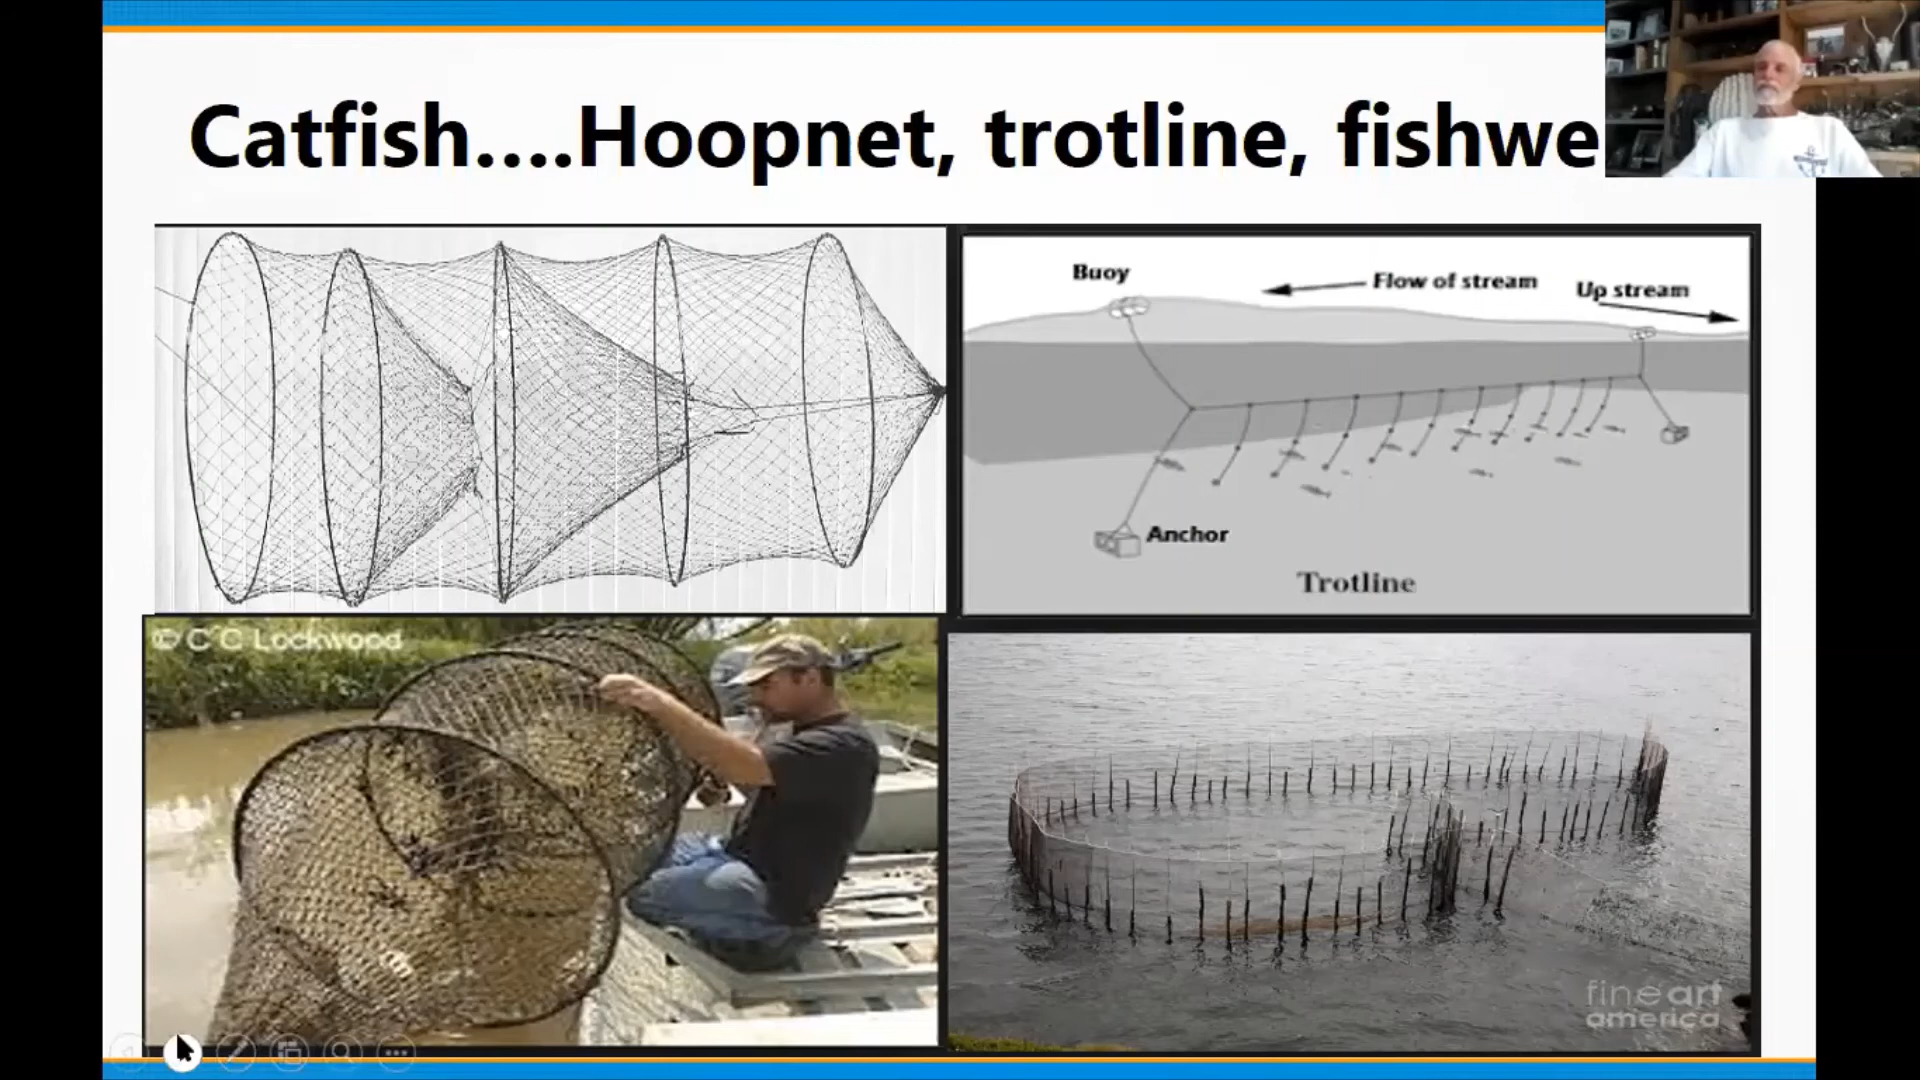 Catfish....Hoopnet, trotline, fishwe
Buoy
Flow of stream
Up stream
Anchor
Trotline
© C C Lockwood
fine art
america